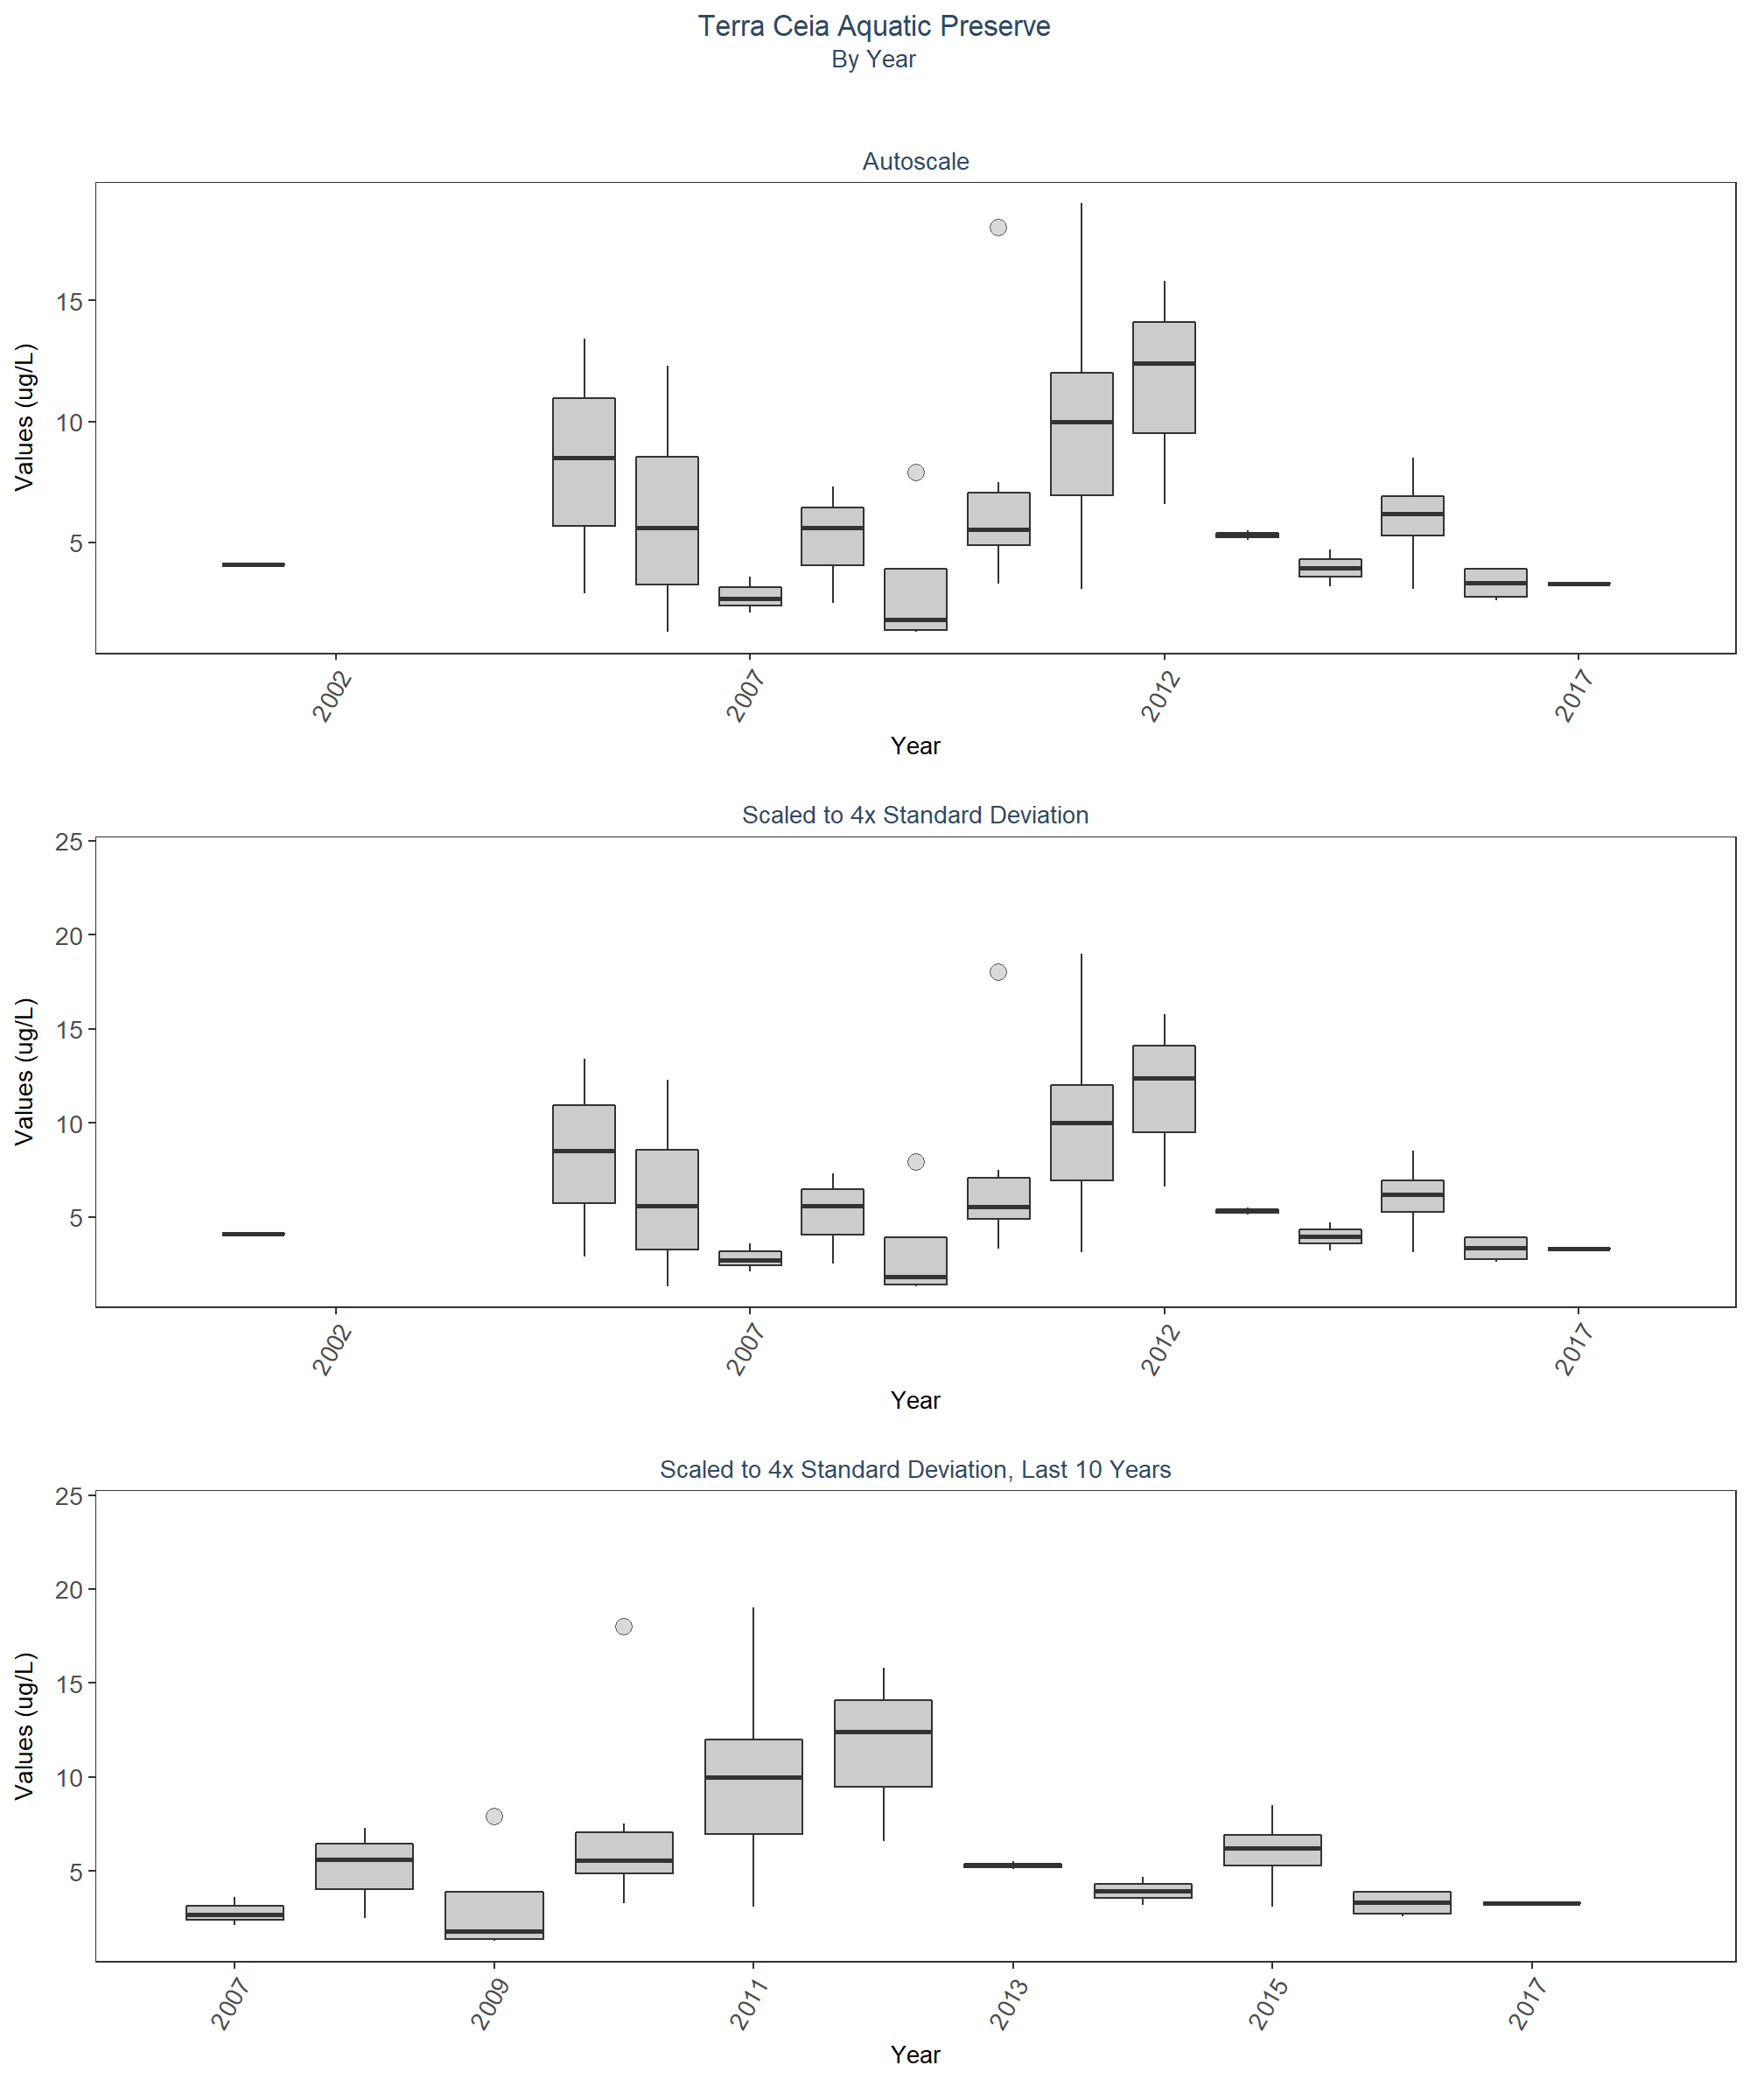 Terra Ceia Aquatic Preserve
By Year
Autoscale
Values (ug/L)
15
10
5
2002
2007
2012
2017
Year
Scaled to 4x Standard Deviation
Values (ug/L)
25
20
15
10
5
2002
2007
2012
2017
Year
Scaled to 4x Standard Deviation, Last 10 Years
Values (ug/L)
25
20
15
10
5
2007
2009
2011
2013
2015
2017
Year